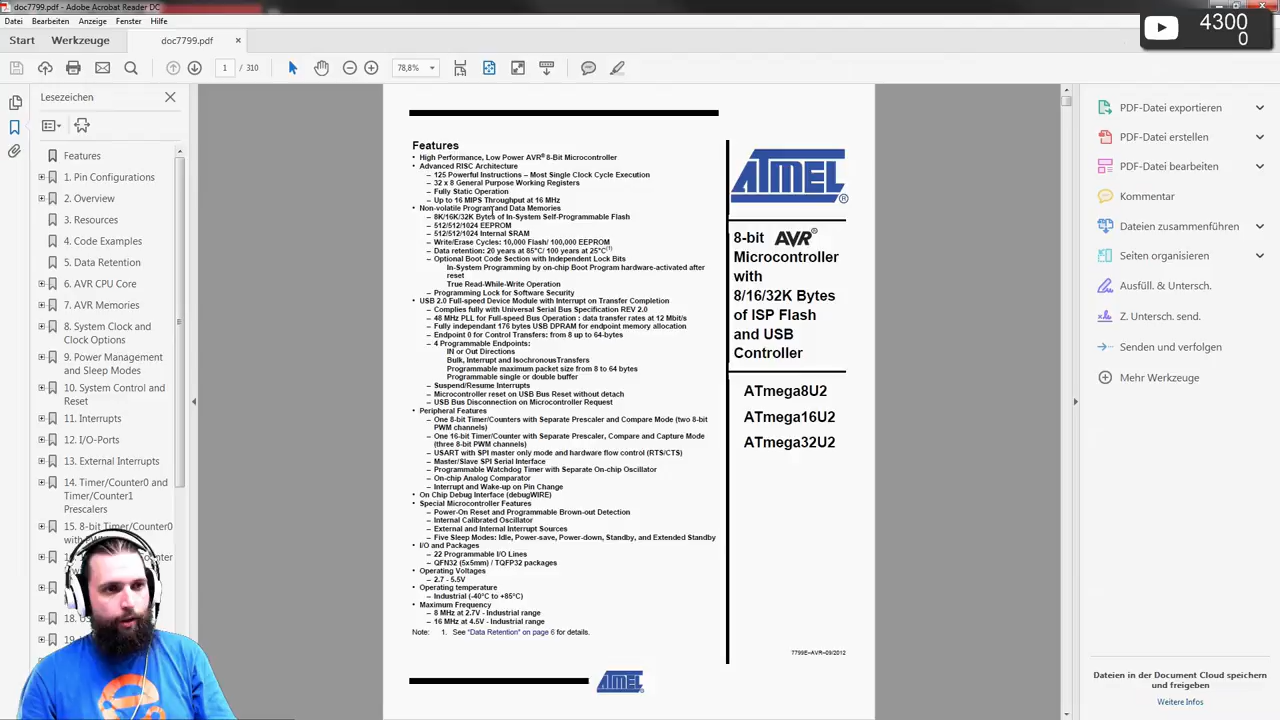 doc7799.pdf - Adobe Acrobat Reader DC
Datei Bearbeiten Anzeige Fenster Hilfe
Start Werkzeuge doc7799.pdf ×
4300
0
1 / 310 78,8%
Lesezeichen
Features
1. Pin Configurations
2. Overview
3. Resources
4. Code Examples
5. Data Retention
6. AVR CPU Core
7. AVR Memories
8. System Clock and
Clock Options
9. Power Management
and Sleep Modes
10. System Control and
Reset
11. Interrupts
12. I/O-Ports
13. External Interrupts
14. Timer/Counter0 and
Timer/Counter1
Prescalers
15. 8-bit Timer/Counter0
Features
• High Performance, Low Power AVR® 8-Bit Microcontroller
• Advanced RISC Architecture
– 125 Powerful Instructions – Most Single Clock Cycle Execution
– 32 x 8 General Purpose Working Registers
– Fully Static Operation
– Up to 16 MIPS Throughput at 16 MHz
• Non-volatile Program and Data Memories
– 8K/16K/32K Bytes of In-System Self-Programmable Flash
– 512/512/1024 EEPROM
– 512/512/1024 Internal SRAM
– Write/Erase Cycles: 10,000 Flash/ 100,000 EEPROM
– Data retention: 20 years at 85°C/ 100 years at 25°C(1)
– Optional Boot Code Section with Independent Lock Bits
In-System Programming by on-chip Boot Program hardware-activated after
reset
True Read-While-Write Operation
– Programming Lock for Software Security
• USB 2.0 Full-speed Device Module with Interrupt on Transfer Completion
– Complies fully with Universal Serial Bus Specification REV 2.0
– 48 MHz PLL for Full-speed Bus Operation : data transfer rates at 12 Mbit/s
– Fully independant 176 bytes USB DPRAM for endpoint memory allocation
– Endpoint 0 for Control Transfers: from 8 up to 64-bytes
– 4 Programmable Endpoints:
IN or Out Directions
Bulk, Interrupt and IsochronousTransfers
Programmable maximum packet size from 8 to 64 bytes
Programmable single or double buffer
– Suspend/Resume Interrupts
– Microcontroller reset on USB Bus Reset without detach
– USB Bus Disconnection on Microcontroller Request
• Peripheral Features
– One 8-bit Timer/Counters with Separate Prescaler and Compare Mode (two 8-bit
PWM channels)
– One 16-bit Timer/Counter with Separate Prescaler, Compare and Capture Mode
(three 8-bit PWM channels)
– USART with SPI master only mode and hardware flow control (RTS/CTS)
– Master/Slave SPI Serial Interface
– Programmable Watchdog Timer with Separate On-chip Oscillator
– On-chip Analog Comparator
– Interrupt and Wake-up on Pin Change
• On Chip Debug Interface (debugWIRE)
• Special Microcontroller Features
– Power-On Reset and Programmable Brown-out Detection
– Internal Calibrated Oscillator
– External and Internal Interrupt Sources
– Five Sleep Modes: Idle, Power-save, Power-down, Standby, and Extended Standby
• I/O and Packages
– 22 Programmable I/O Lines
– QFN32 (5x5mm) / TQFP32 packages
• Operating Voltages
– 2.7 - 5.5V
• Operating temperature
– Industrial (-40°C to +85°C)
• Maximum Frequency
– 8 MHz at 2.7V - Industrial range
– 16 MHz at 4.5V - Industrial range
Note: 1. See "Data Retention" on page 6 for details.
ATMEL
ATMEL ®
8-bit AVR®
Microcontroller
with
8/16/32K Bytes
of ISP Flash
and USB
Controller
ATmega8U2
ATmega16U2
ATmega32U2
7799E–AVR–09/2012
PDF-Datei exportieren
PDF-Datei erstellen
PDF-Datei bearbeiten
Kommentieren
Dateien zusammenführen
Seiten organisieren
Ausfüll. & Untersch.
Z. Untersch. send.
Senden und verfolgen
Mehr Werkzeuge
Dateien in der Document Cloud speichern
und freigeben
Weitere Infos